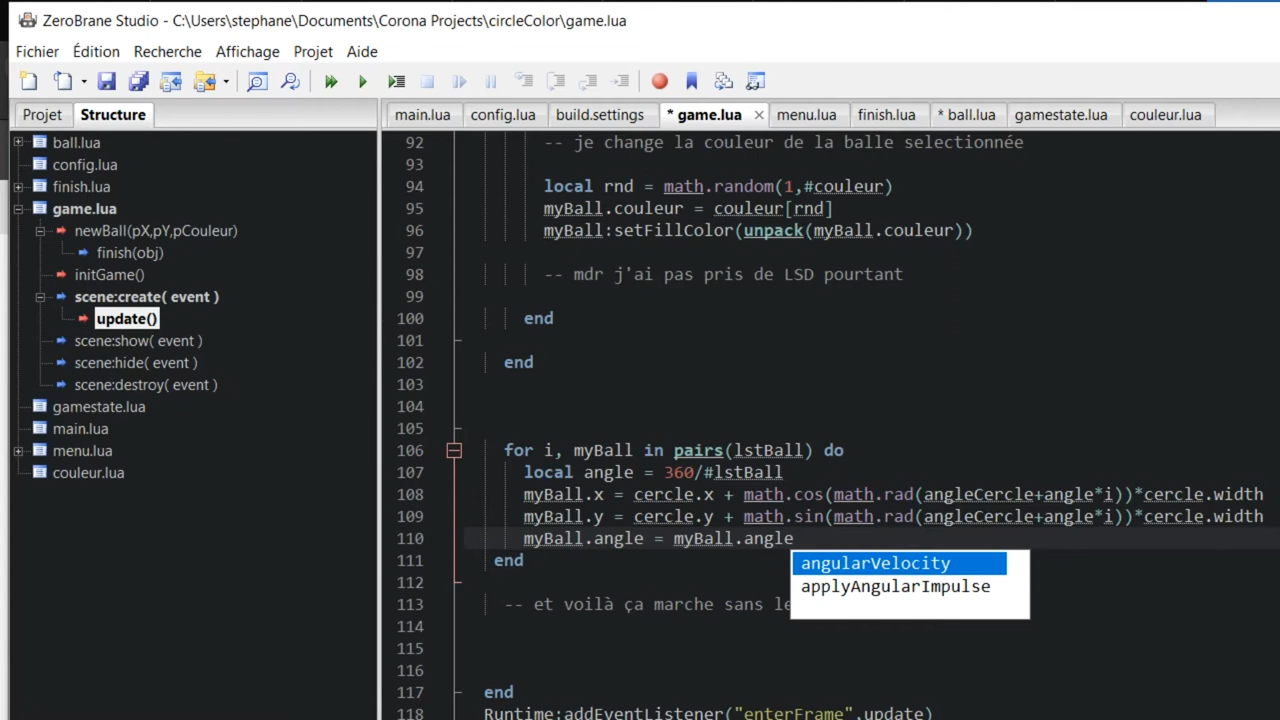 ZeroBrane Studio - C:\Users\stephane\Documents\Corona Projects\circleColor\game.lua
Fichier Édition Recherche Affichage Projet Aide
Projet Structure
main.lua config.lua build.settings * game.lua menu.lua finish.lua * ball.lua gamestate.lua couleur.lua
ball.lua
config.lua
finish.lua
game.lua
newBall(pX,pY,pCouleur)
finish(obj)
initGame()
scene:create( event )
update()
scene:show( event )
scene:hide( event )
scene:destroy( event )
gamestate.lua
main.lua
menu.lua
couleur.lua
92 -- je change la couleur de la balle selectionnée
93
94 local rnd = math.random(1,#couleur)
95 myBall.couleur = couleur[rnd]
96 myBall:setFillColor(unpack(myBall.couleur))
97
98 -- mdr j'ai pas pris de LSD pourtant
99
100 end
101
102 end
103
104
105
106 for i, myBall in pairs(lstBall) do
107 local angle = 360/#lstBall
108 myBall.x = cercle.x + math.cos(math.rad(angleCercle+angle*i))*cercle.width
109 myBall.y = cercle.y + math.sin(math.rad(angleCercle+angle*i))*cercle.width
110 myBall.angle = myBall.angle
111 end
112
113 -- et voilà ça marche sans
114
115
116
117 end
118 Runtime:addEventListener("enterFrame",update)
angularVelocity
applyAngularImpulse